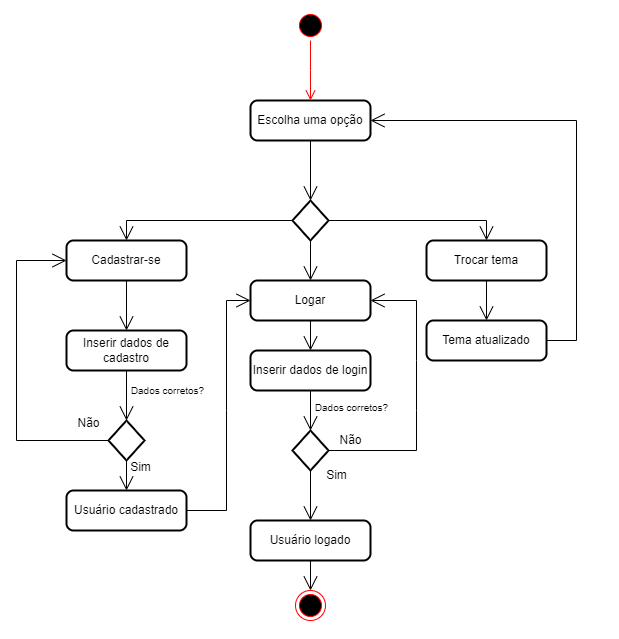 Escolha uma opção
Cadastrar-se
Trocar tema
Logar
Inserir dados de
cadastro
Tema atualizado
Inserir dados de login
Dados corretos?
Dados corretos?
Não
Não
Sim
Sim
Usuário cadastrado
Usuário logado